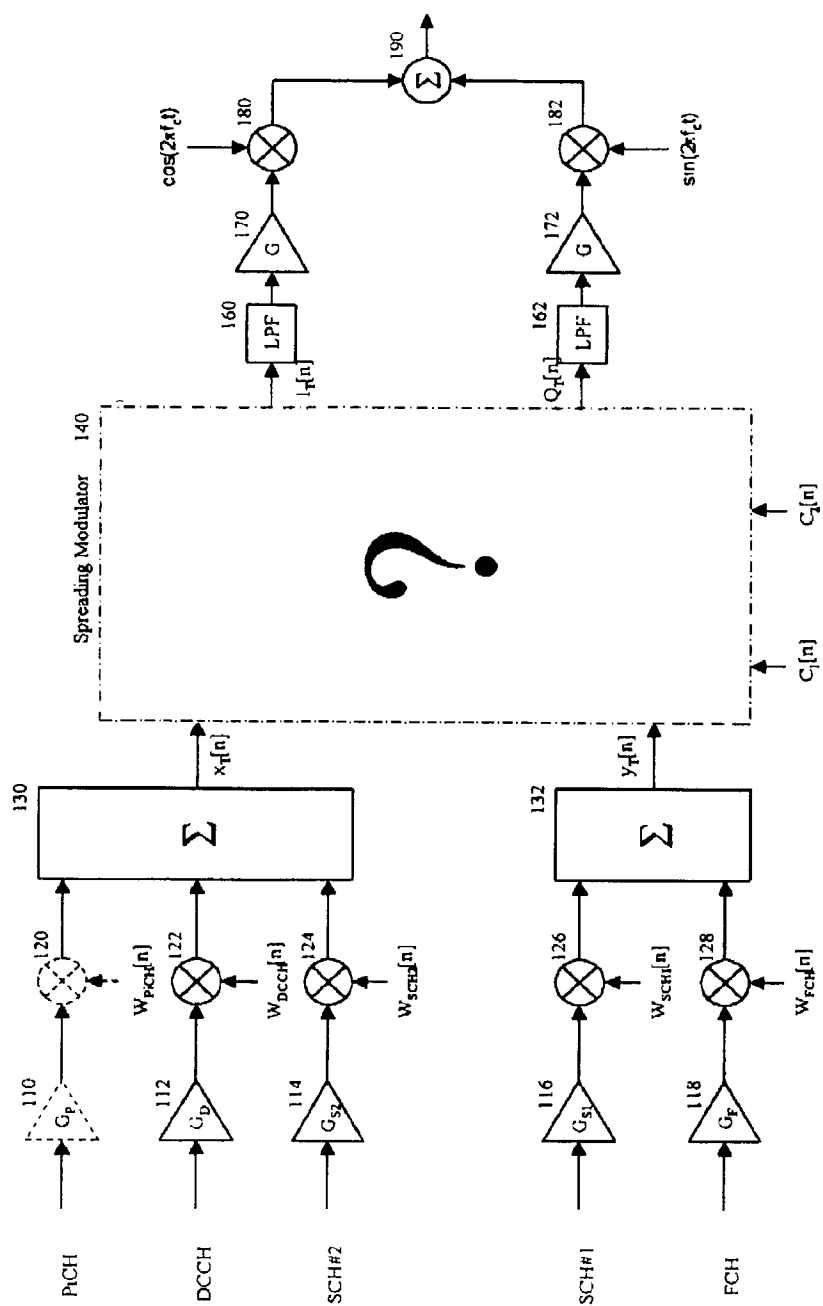 PiCH
110
G_P
120
W_PiCH[n]
DCCH
112
G_D
122
W_DCCH[n]
SCH#2
114
G_S2
124
W_SCH2[n]
130
Σ
x_T[n]
SCH#1
116
G_S1
126
W_SCH1[n]
FCH
118
G_F
128
W_FCH[n]
132
Σ
y_T[n]
Spreading Modulator 140
?
C_1[n]
C_2[n]
I_T[n]
160
LPF
170
G
cos(2πf_ct)
180
Q_T[n]
162
LPF
172
G
182
sin(2πf_ct)
190
Σ